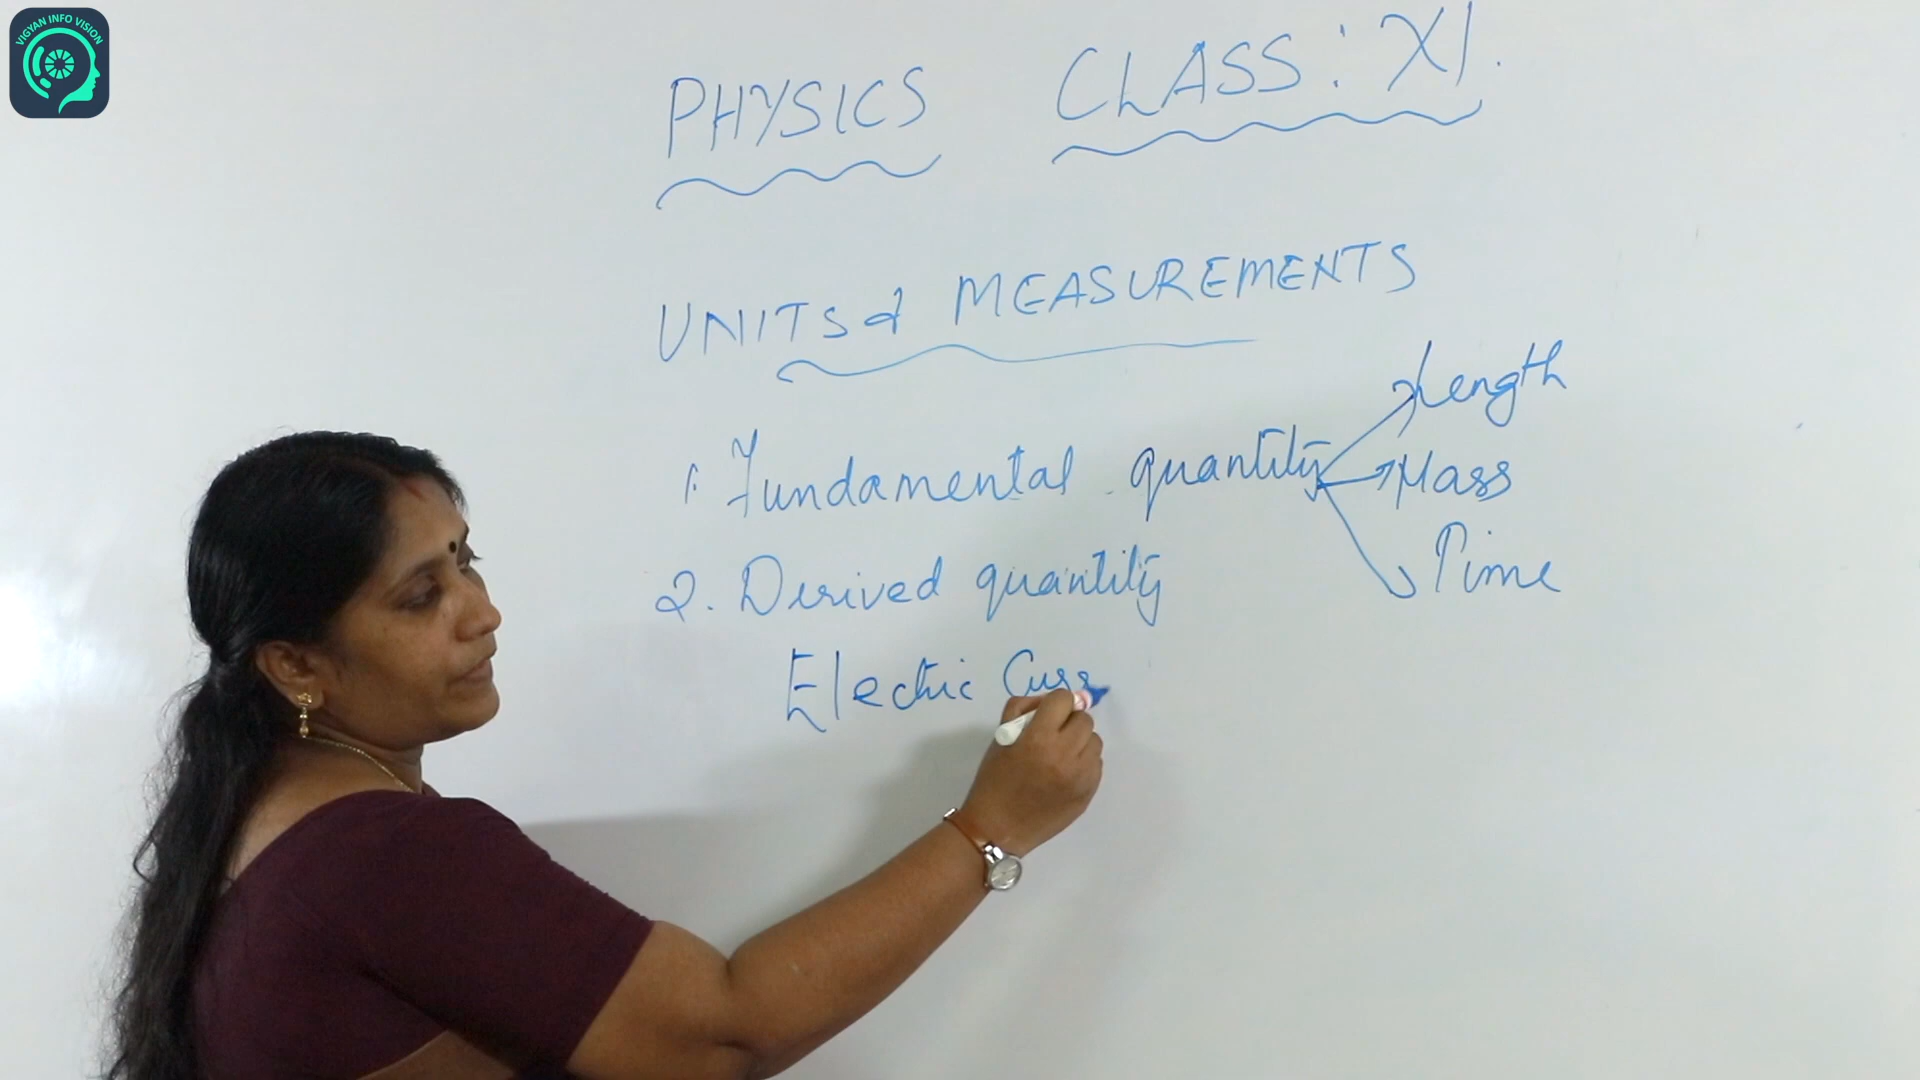 VIGYAN INFO VISION
PHYSICS CLASS: XI.
UNITS & MEASUREMENTS
1. Fundamental quantity
Length
Mass
Time
2. Derived quantity
Electric Curr